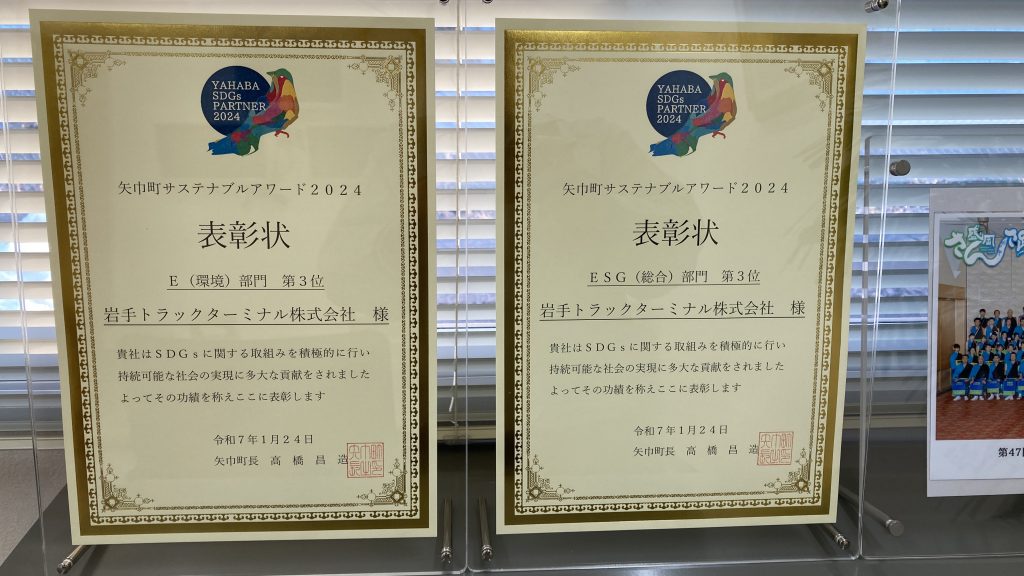 YAHABA
SDGs
PARTNER
2024
矢巾町サステナブルアワード２０２４
表彰状
Ｅ（環境）部門　第３位
岩手トラックターミナル株式会社　様
貴社はＳＤＧｓに関する取組みを積極的に行い
持続可能な社会の実現に多大な貢献をされました
よってその功績を称えここに表彰します
令和７年１月２４日
矢巾町長　高　橋　昌　造
YAHABA
SDGs
PARTNER
2024
矢巾町サステナブルアワード２０２４
表彰状
ＥＳＧ（総合）部門　第３位
岩手トラックターミナル株式会社　様
貴社はＳＤＧｓに関する取組みを積極的に行い
持続可能な社会の実現に多大な貢献をされました
よってその功績を称えここに表彰します
令和７年１月２４日
矢巾町長　高　橋　昌　造
盛岡
さんさ
第47回